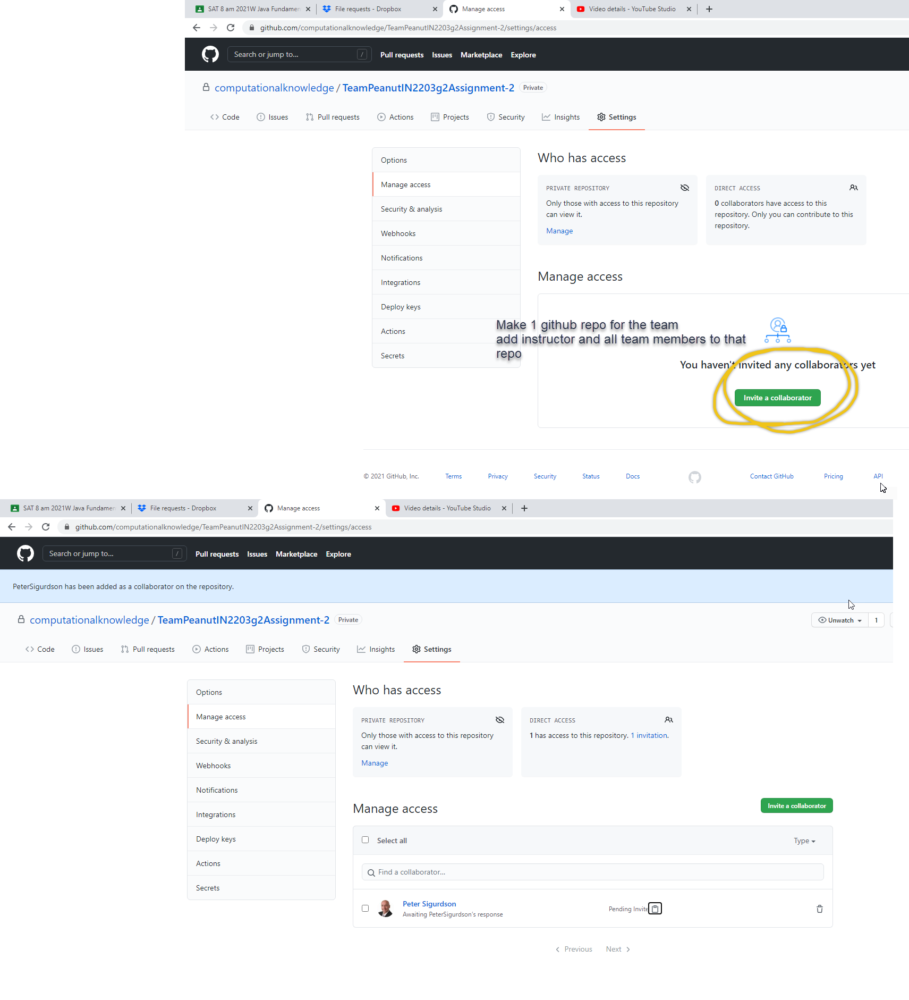 SAT 8 am 2021W Java Fundamen
File requests - Dropbox
Manage access
Video details - YouTube Studio
github.com/computationalknowledge/TeamPeanutIN2203g2Assignment-2/settings/access
Search or jump to... /
Pull requests Issues Marketplace Explore
computationalknowledge / TeamPeanutIN2203g2Assignment-2 Private
Code Issues Pull requests Actions Projects Security Insights Settings
Options
Manage access
Security & analysis
Webhooks
Notifications
Integrations
Deploy keys
Actions
Secrets
Who has access
PRIVATE REPOSITORY
Only those with access to this repository
can view it.
Manage
DIRECT ACCESS
0 collaborators have access to this
repository. Only you can contribute to this
repository.
Manage access
Make 1 github repo for the team
add instructor and all team members to that
repo
You haven't invited any collaborators yet
Invite a collaborator
© 2021 GitHub, Inc. Terms Privacy Security Status Docs Contact GitHub Pricing API
SAT 8 am 2021W Java Fundamen
File requests - Dropbox
Manage access
Video details - YouTube Studio
github.com/computationalknowledge/TeamPeanutIN2203g2Assignment-2/settings/access
Search or jump to... /
Pull requests Issues Marketplace Explore
PeterSigurdson has been added as a collaborator on the repository.
computationalknowledge / TeamPeanutIN2203g2Assignment-2 Private
Unwatch 1
Code Issues Pull requests Actions Projects Security Insights Settings
Options
Manage access
Security & analysis
Webhooks
Notifications
Integrations
Deploy keys
Actions
Secrets
Who has access
PRIVATE REPOSITORY
Only those with access to this repository
can view it.
Manage
DIRECT ACCESS
1 has access to this repository. 1 invitation.
Manage access
Invite a collaborator
Select all
Type
Find a collaborator...
Peter Sigurdson
Awaiting PeterSigurdson's response
Pending Invite
Previous Next